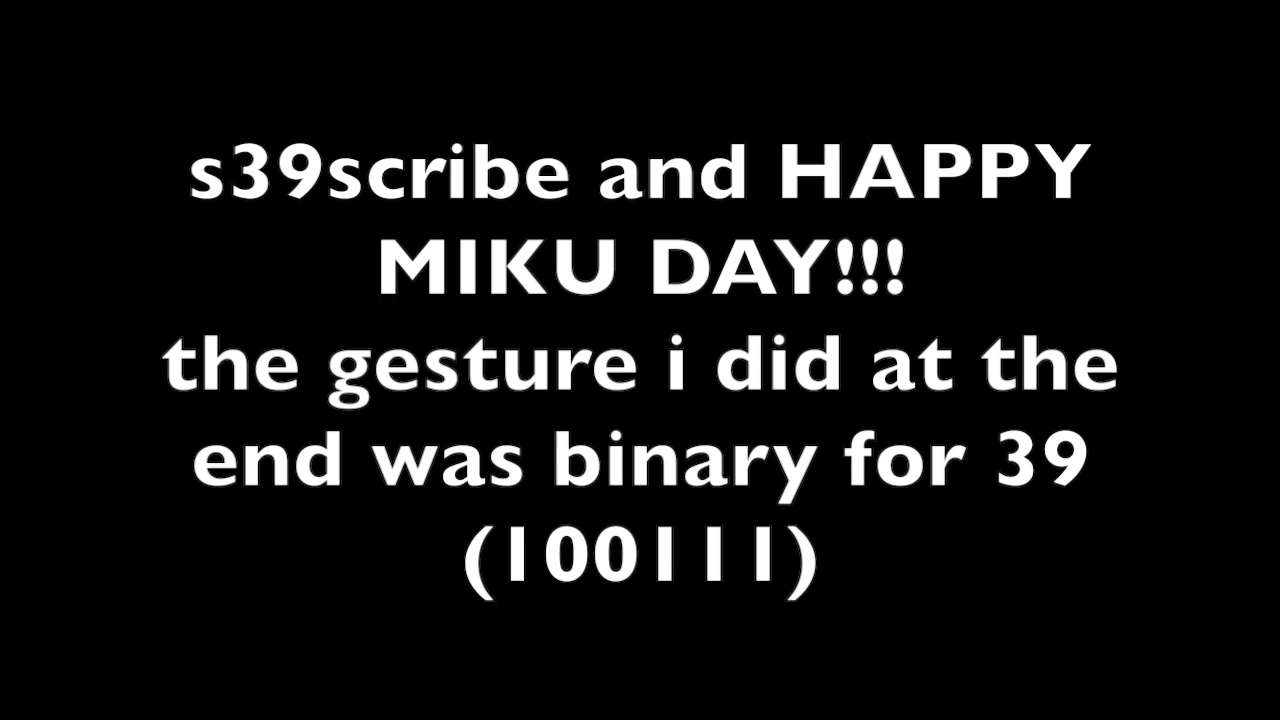 s39scribe and HAPPY
MIKU DAY!!!
the gesture i did at the
end was binary for 39
(100111)